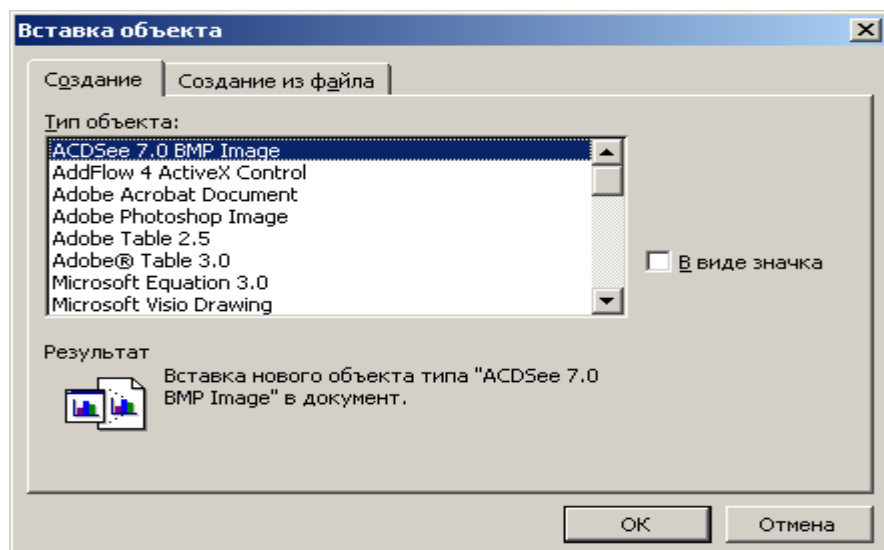 Вставка объекта
Создание
Создание из файла
Тип объекта:
ACDSee 7.0 BMP Image
AddFlow 4 ActiveX Control
Adobe Acrobat Document
Adobe Photoshop Image
Adobe Table 2.5
Adobe® Table 3.0
Microsoft Equation 3.0
Microsoft Visio Drawing
В виде значка
Результат
Вставка нового объекта типа "ACDSee 7.0
BMP Image" в документ.
OK
Отмена